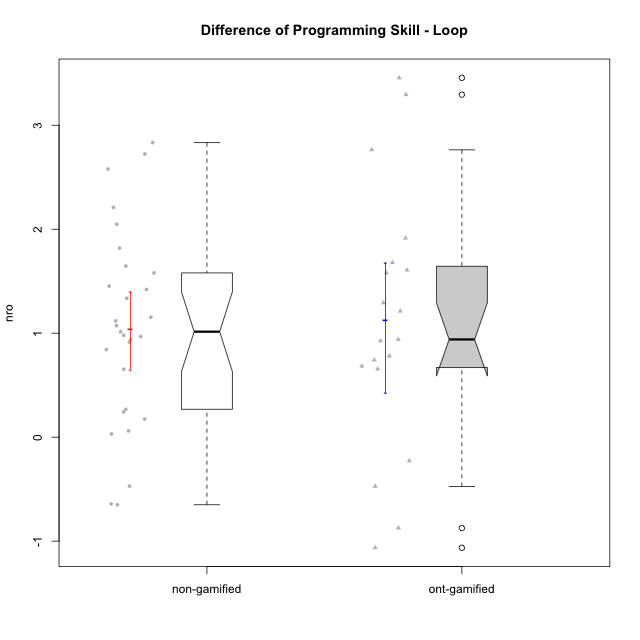 Difference of Programming Skill - Loop
nro
3
2
1
0
-1
non-gamified
ont-gamified